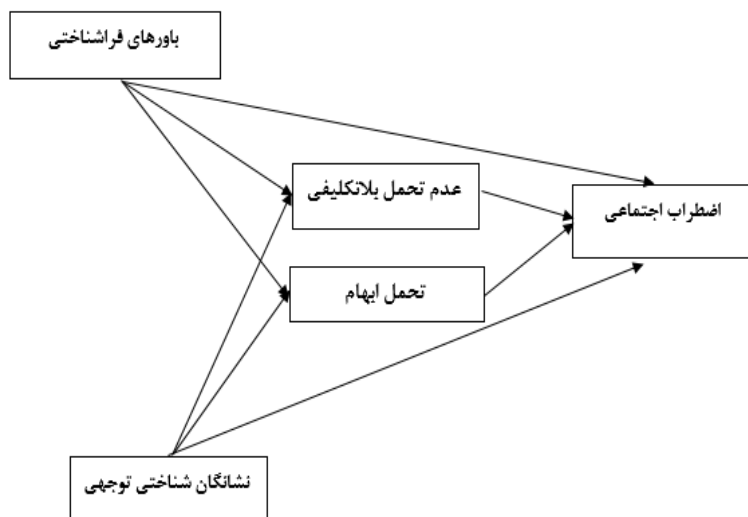 باورهای فراشناختی
عدم تحمل بلاتکلیفی
اضطراب اجتماعی
تحمل ابهام
نشانگان شناختی توجهی